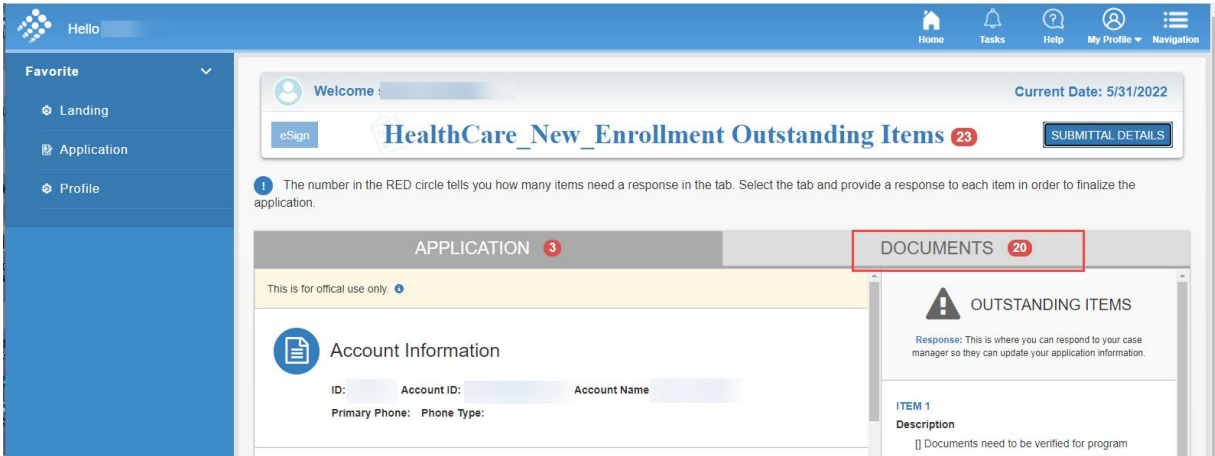 Hello
Home
Tasks
Help
My Profile
Navigation
Favorite
Landing
Application
Profile
Welcome
Current Date: 5/31/2022
eSign
HealthCare_New_Enrollment Outstanding Items 23
SUBMITTAL DETAILS
The number in the RED circle tells you how many items need a response in the tab. Select the tab and provide a response to each item in order to finalize the
application.
APPLICATION 3
DOCUMENTS 20
This is for offical use only.
Account Information
ID: Account ID: Account Name
Primary Phone: Phone Type:
OUTSTANDING ITEMS
Response: This is where you can respond to your case
manager so they can update your application information.
ITEM 1
Description
[] Documents need to be verified for program